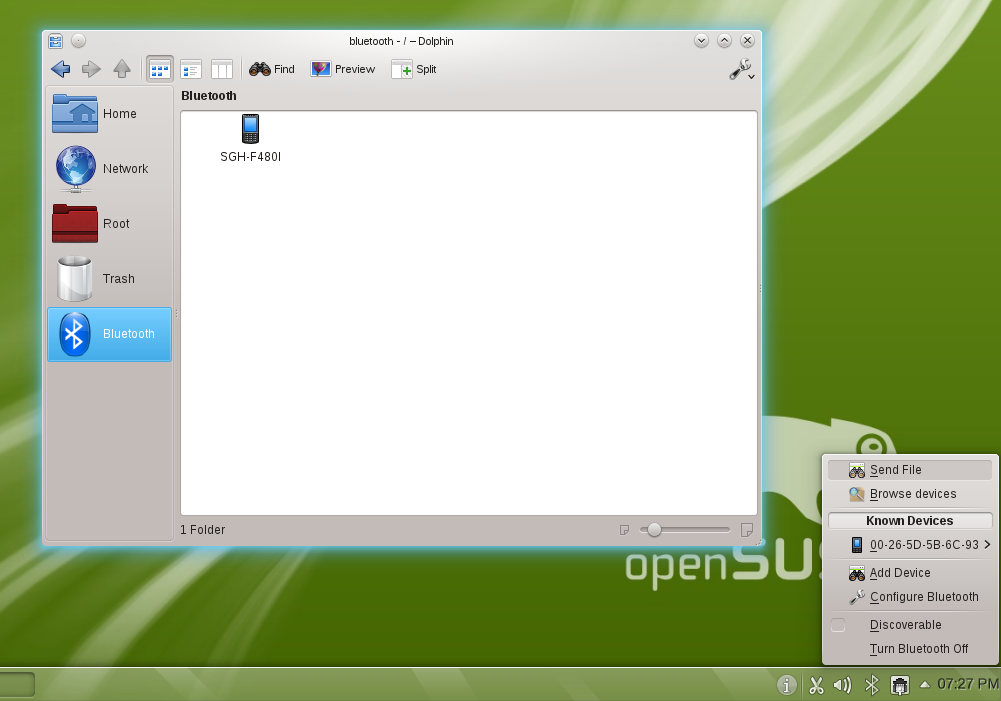 bluetooth - / – Dolphin
Find Preview Split
Bluetooth
Home
Network
Root
Trash
Bluetooth
SGH-F480I
1 Folder
openSUS
Send File
Browse devices
Known Devices
00-26-5D-5B-6C-93
Add Device
Configure Bluetooth
Discoverable
Turn Bluetooth Off
07:27 PM